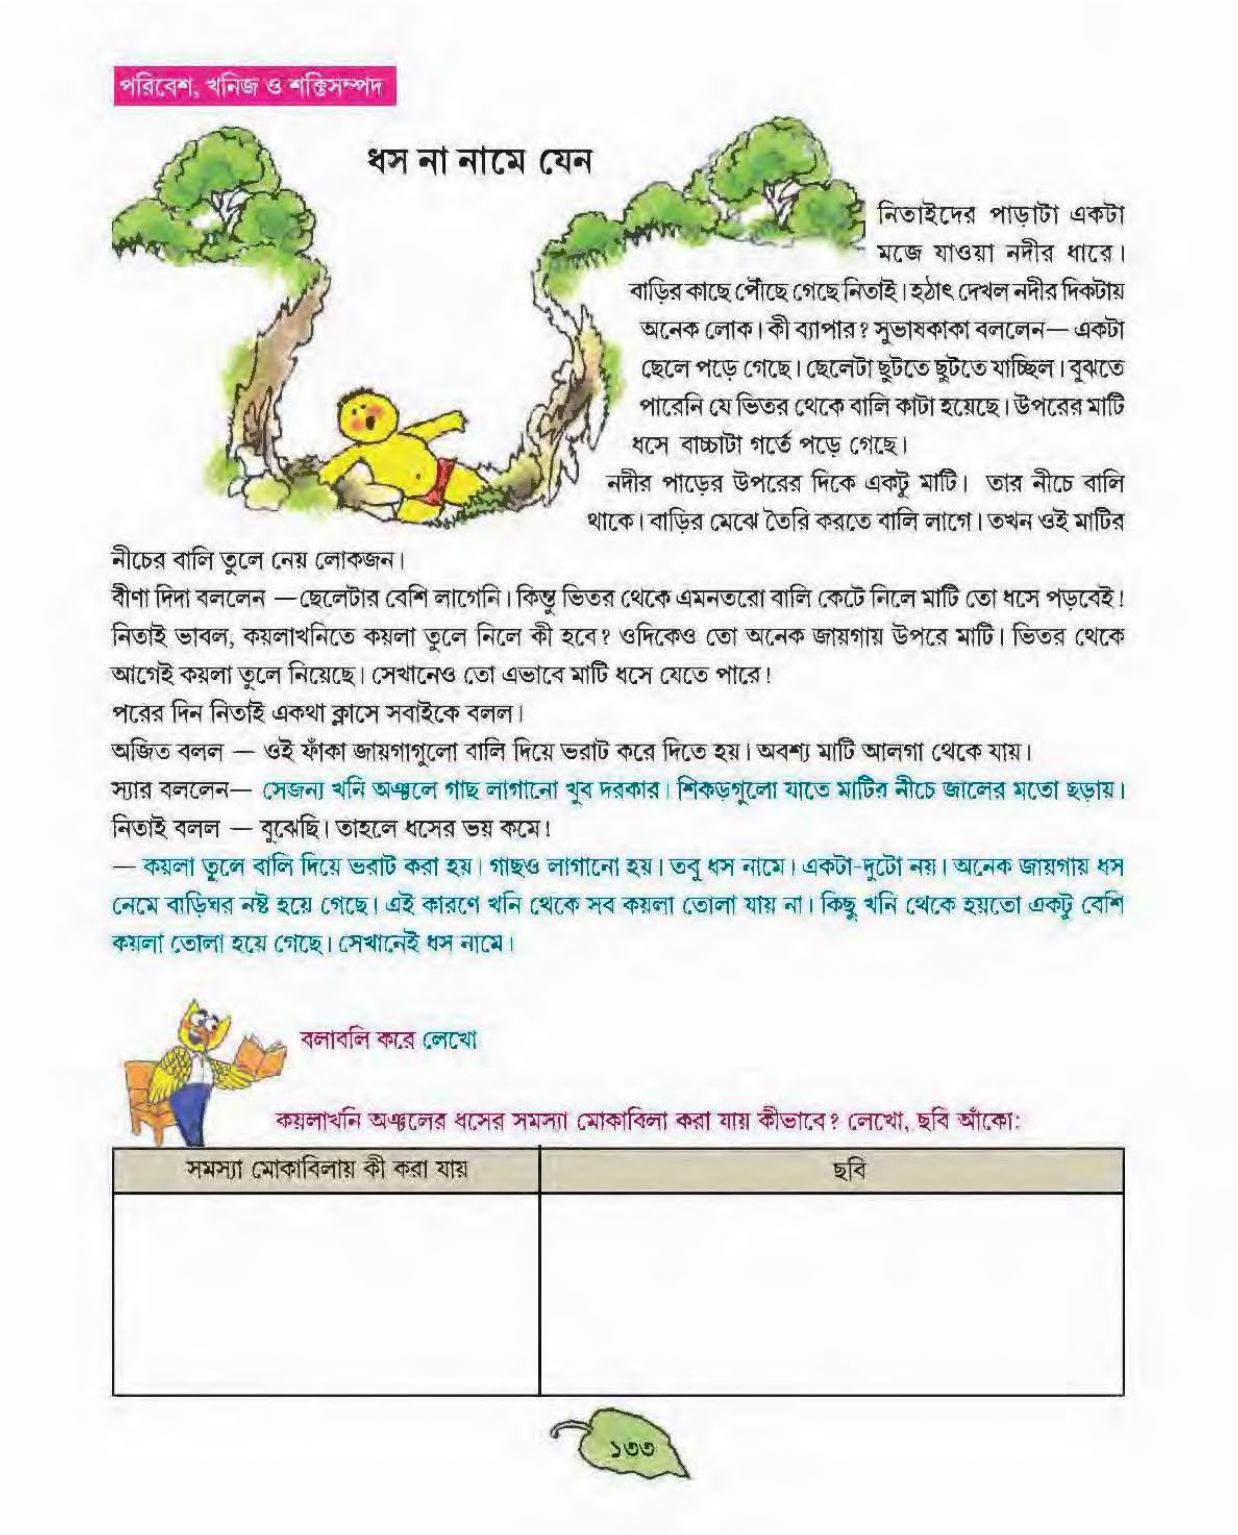 পরিবেশ, খনিজ ও শক্তিসম্পদ
ধস না নামে যেন
নিতাইদের পাড়াটা একটা
মজে যাওয়া নদীর ধারে।
বাড়ির কাছে পৌঁছে গেছে নিতাই। হঠাৎ দেখল নদীর দিকটায়
অনেক লোক। কী ব্যাপার? সুভাষকাকা বললেন— একটা
ছেলে পড়ে গেছে। ছেলেটা ছুটতে ছুটতে যাচ্ছিল। বুঝতে
পারেনি যে ভিতর থেকে বালি কাটা হয়েছে। উপরের মাটি
ধসে বাচ্চাটা গর্তে পড়ে গেছে।
নদীর পাড়ের উপরের দিকে একটু মাটি। তার নীচে বালি
থাকে। বাড়ির মেঝে তৈরি করতে বালি লাগে। তখন ওই মাটির
নীচের বালি তুলে নেয় লোকজন।
বীণা দিদা বললেন —ছেলেটার বেশি লাগেনি। কিন্তু ভিতর থেকে এমনতরো বালি কেটে নিলে মাটি তো ধসে পড়বেই!
নিতাই ভাবল, কয়লাখনিতে কয়লা তুলে নিলে কী হবে? ওদিকেও তো অনেক জায়গায় উপরে মাটি। ভিতর থেকে
আগেই কয়লা তুলে নিয়েছে। সেখানেও তো এভাবে মাটি ধসে যেতে পারে!
পরের দিন নিতাই একথা ক্লাসে সবাইকে বলল।
অজিত বলল — ওই ফাঁকা জায়গাগুলো বালি দিয়ে ভরাট করে দিতে হয়। অবশ্য মাটি আলগা থেকে যায়।
স্যার বললেন— সেজন্য খনি অঞ্চলে গাছ লাগানো খুব দরকার। শিকড়গুলো যাতে মাটির নীচে জালের মতো ছড়ায়।
নিতাই বলল — বুঝেছি। তাহলে ধসের ভয় কমে!
— কয়লা তুলে বালি দিয়ে ভরাট করা হয়। গাছও লাগানো হয়। তবু ধস নামে। একটা-দুটো নয়। অনেক জায়গায় ধস
নেমে বাড়িঘর নষ্ট হয়ে গেছে। এই কারণে খনি থেকে সব কয়লা তোলা যায় না। কিছু খনি থেকে হয়তো একটু বেশি
কয়লা তোলা হয়ে গেছে। সেখানেই ধস নামে।
বলাবলি করে লেখো
কয়লাখনি অঞ্চলের ধসের সমস্যা মোকাবিলা করা যায় কীভাবে? লেখো, ছবি আঁকো:
সমস্যা মোকাবিলায় কী করা যায়
ছবি
১৩৩